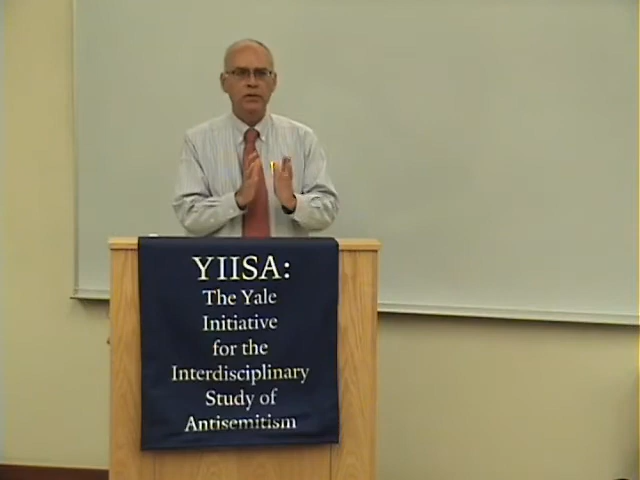 YIISA:
The Yale
Initiative
for the
Interdisciplinary
Study of
Antisemitism